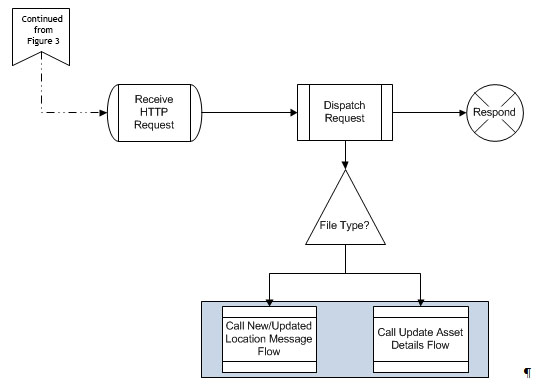 Continued
from
Figure 3
Receive
HTTP
Request
Dispatch
Request
Respond
File Type?
Call New/Updated
Location Message
Flow
Call Update Asset
Details Flow
¶